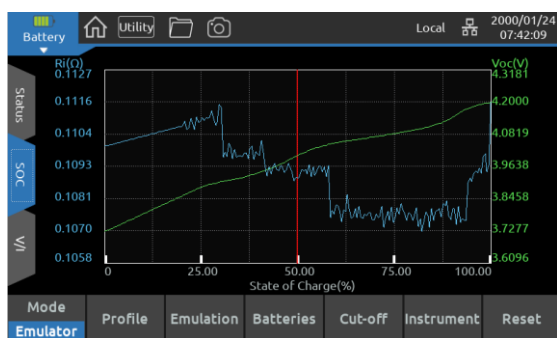 Battery
Utility
Local
2000/01/24
07:42:09
Ri(Ω)
Voc(V)
0.1127
4.3181
0.1116
4.2000
0.1104
4.0819
0.1093
3.9638
0.1081
3.8458
0.1070
3.7277
0.1058
3.6096
0
25.00
50.00
75.00
100.00
State of Charge(%)
Status
SOC
V/I
Mode
Emulator
Profile
Emulation
Batteries
Cut-off
Instrument
Reset